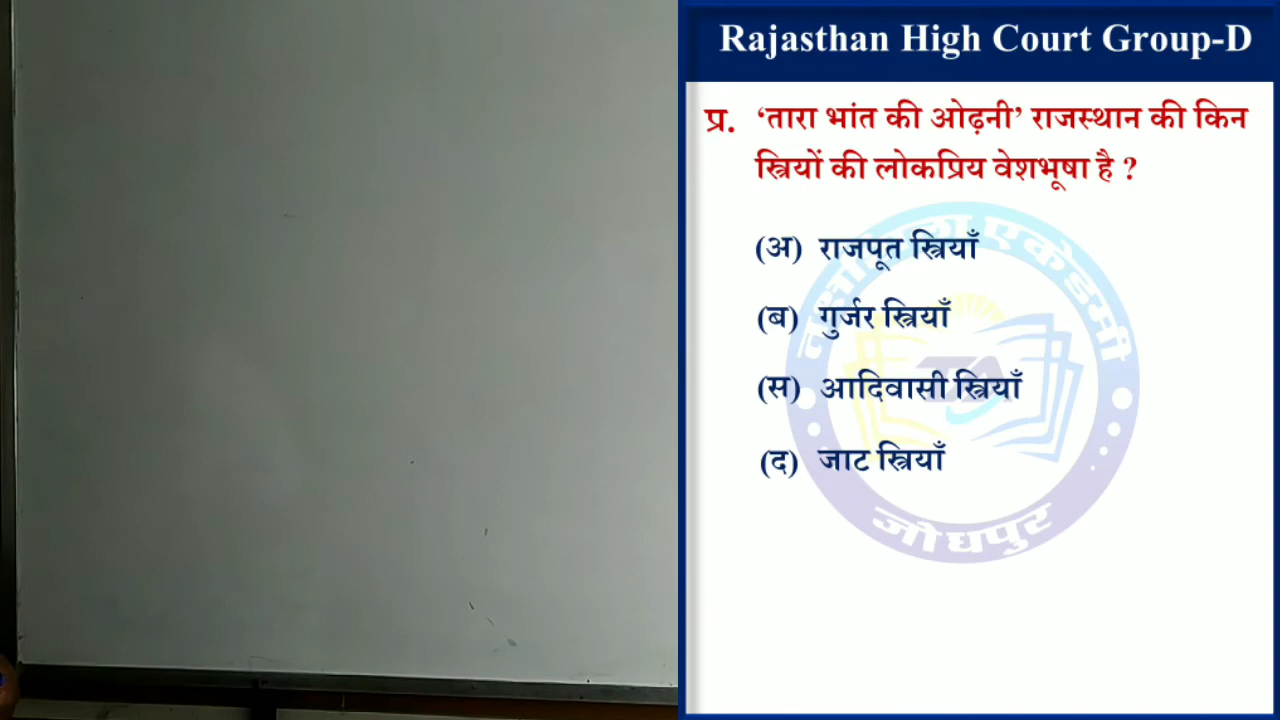 Rajasthan High Court Group-D
प्र. ‘तारा भांत की ओढ़नी’ राजस्थान की किन
स्त्रियों की लोकप्रिय वेशभूषा है ?
(अ) राजपूत स्त्रियाँ
(ब) गुर्जर स्त्रियाँ
(स) आदिवासी स्त्रियाँ
(द) जाट स्त्रियाँ
जोधपुर